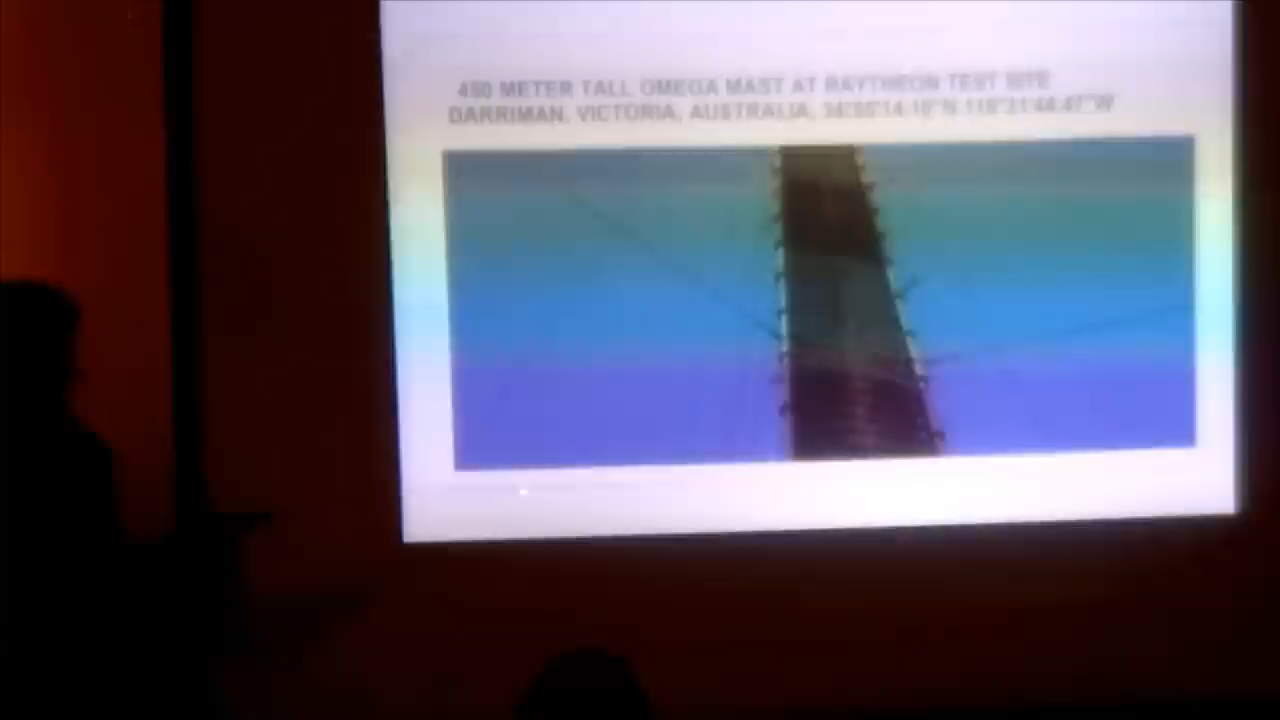 450 METER TALL OMEGA MAST AT RAYTHEON TEST SITE
DARRIMAN, VICTORIA, AUSTRALIA,